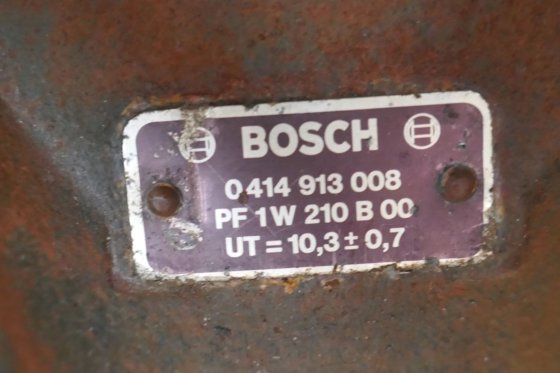 BOSCH
0 414 913 008
PF 1W 210 B 00
UT = 10,3 ± 0,7
S